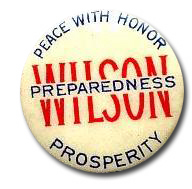 PEACE WITH HONOR
WILSON
PREPAREDNESS
PROSPERITY